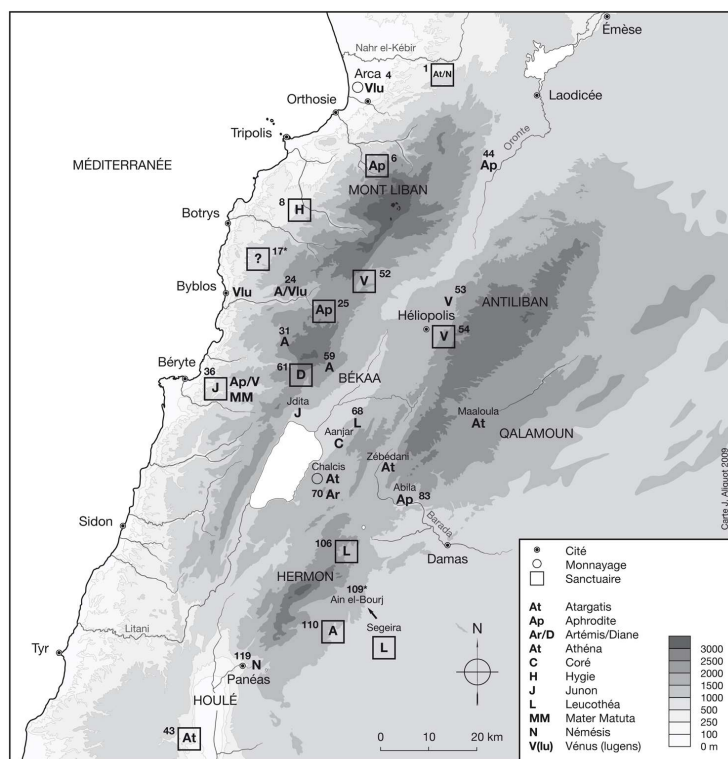 Émèse
Nahr el-Kébir
Arca 4
Vlu
1
At/N
Laodicée
Orthosie
Tripolis
Oronte
44
Ap
6
Ap
MONT LIBAN
MÉDITERRANÉE
8
H
Botrys
17*
?
52
V
24
A/Vlu
Byblos
Vlu
53
V
ANTILIBAN
25
Ap
Héliopolis
54
V
31
A
59
A
Béryte
36
J
Ap/V
MM
61
D
BÉKAA
Jdita
J
68
L
Aanjar
C
Maaloula
At
QALAMOUN
Zébédani
At
Chalcis
At
70 Ar
Abila
Ap 83
Barada
Sidon
Damas
106
L
HERMON
109*
Ain el-Bourj
110
A
Segeira
L
Litani
Tyr
119
N
Panéas
HOULÉ
43
At
N
0 10 20 km
Cité
Monnayage
Sanctuaire
At Atargatis
Ap Aphrodite
Ar/D Artémis/Diane
At Athéna
C Coré
H Hygie
J Junon
L Leucothéa
MM Mater Matuta
N Némésis
V(lu) Vénus (lugens)
3000
2500
2000
1500
1000
500
250
100
0 m
Carte J. Aliquot 2009